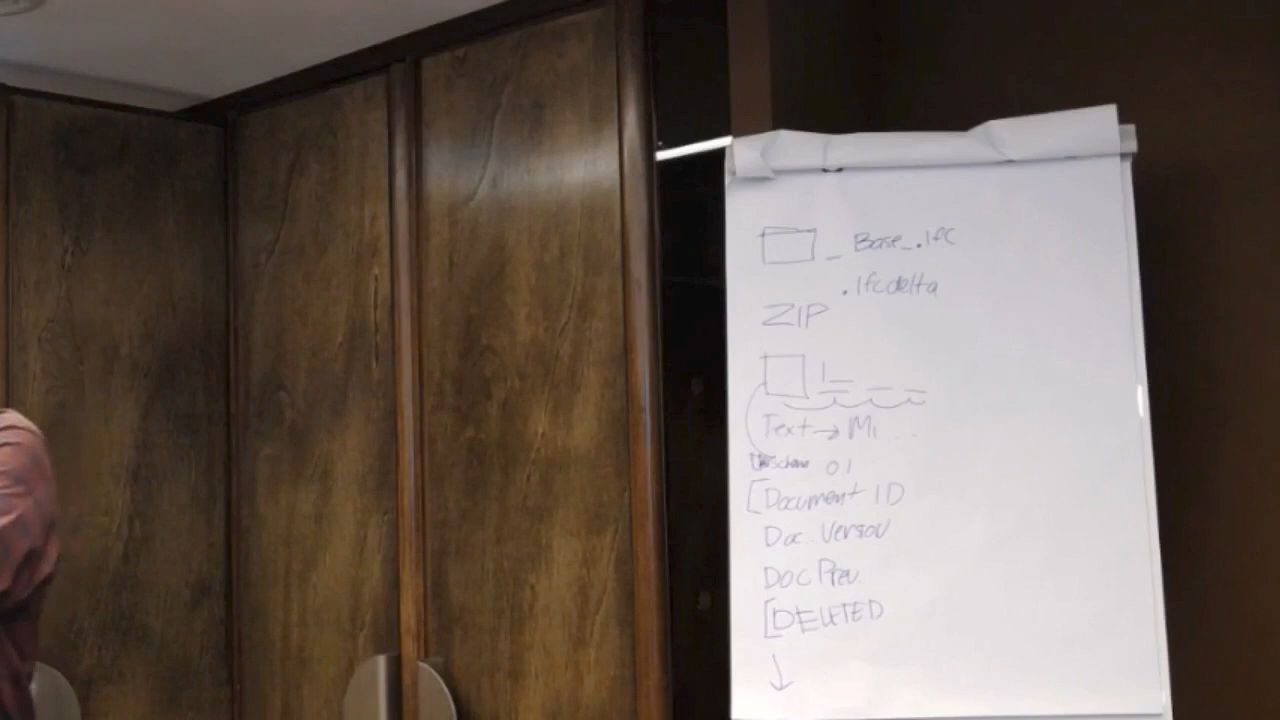 _ Base_.ifc
.ifcdelta
ZIP
Text → Mi ...
01
[Document ID
Doc. Version
Doc Prev.
[DELETED